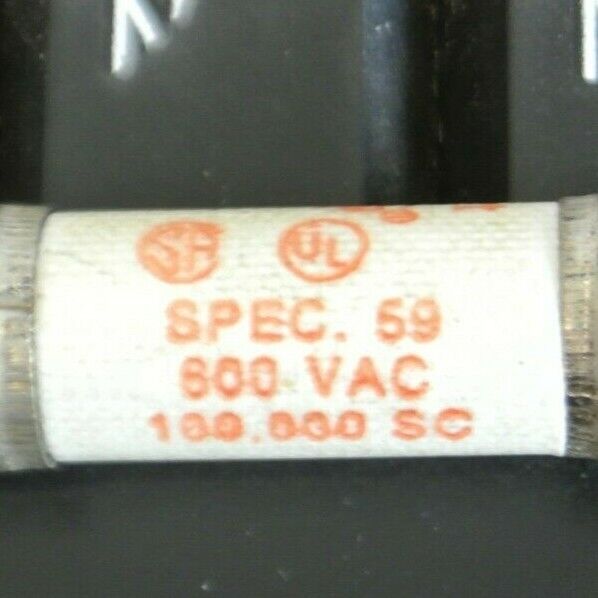 SA UL
SPEC. 59
600 VAC
100.000 SC